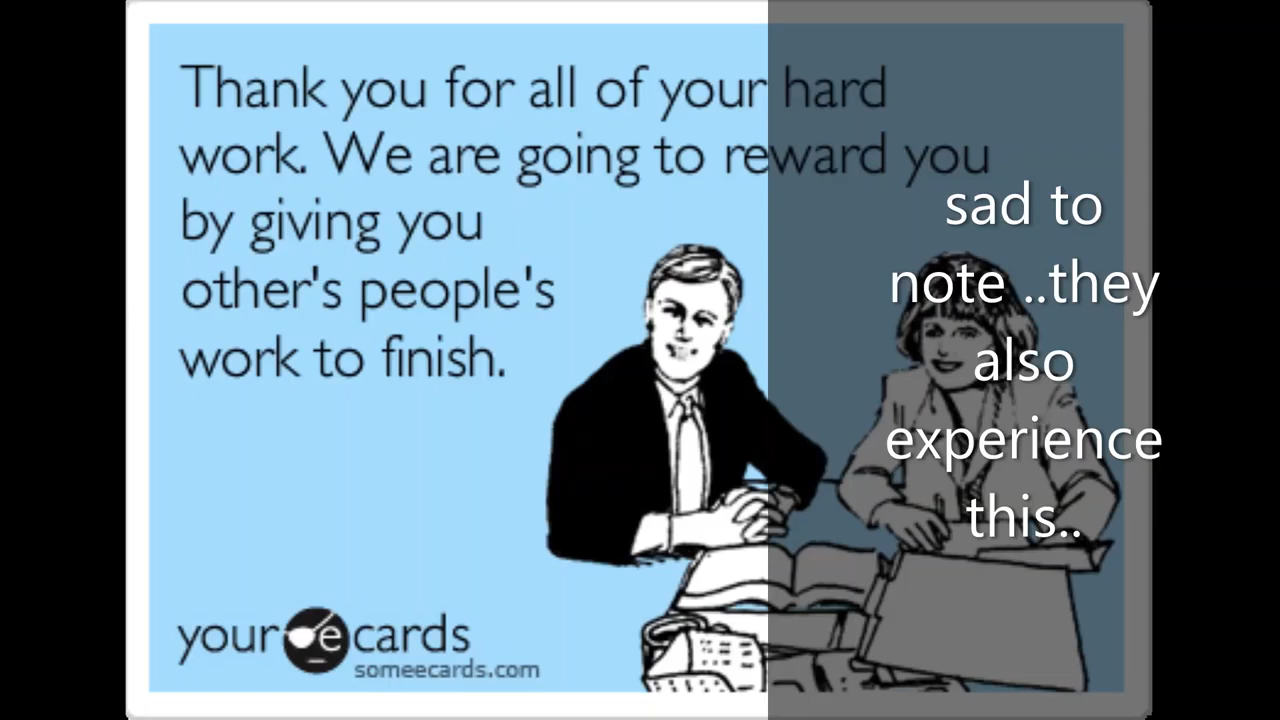 Thank you for all of your hard
work. We are going to reward you
by giving you
other's people's
work to finish.
sad to
note ..they
also
experience
this..
your e cards
someecards.com